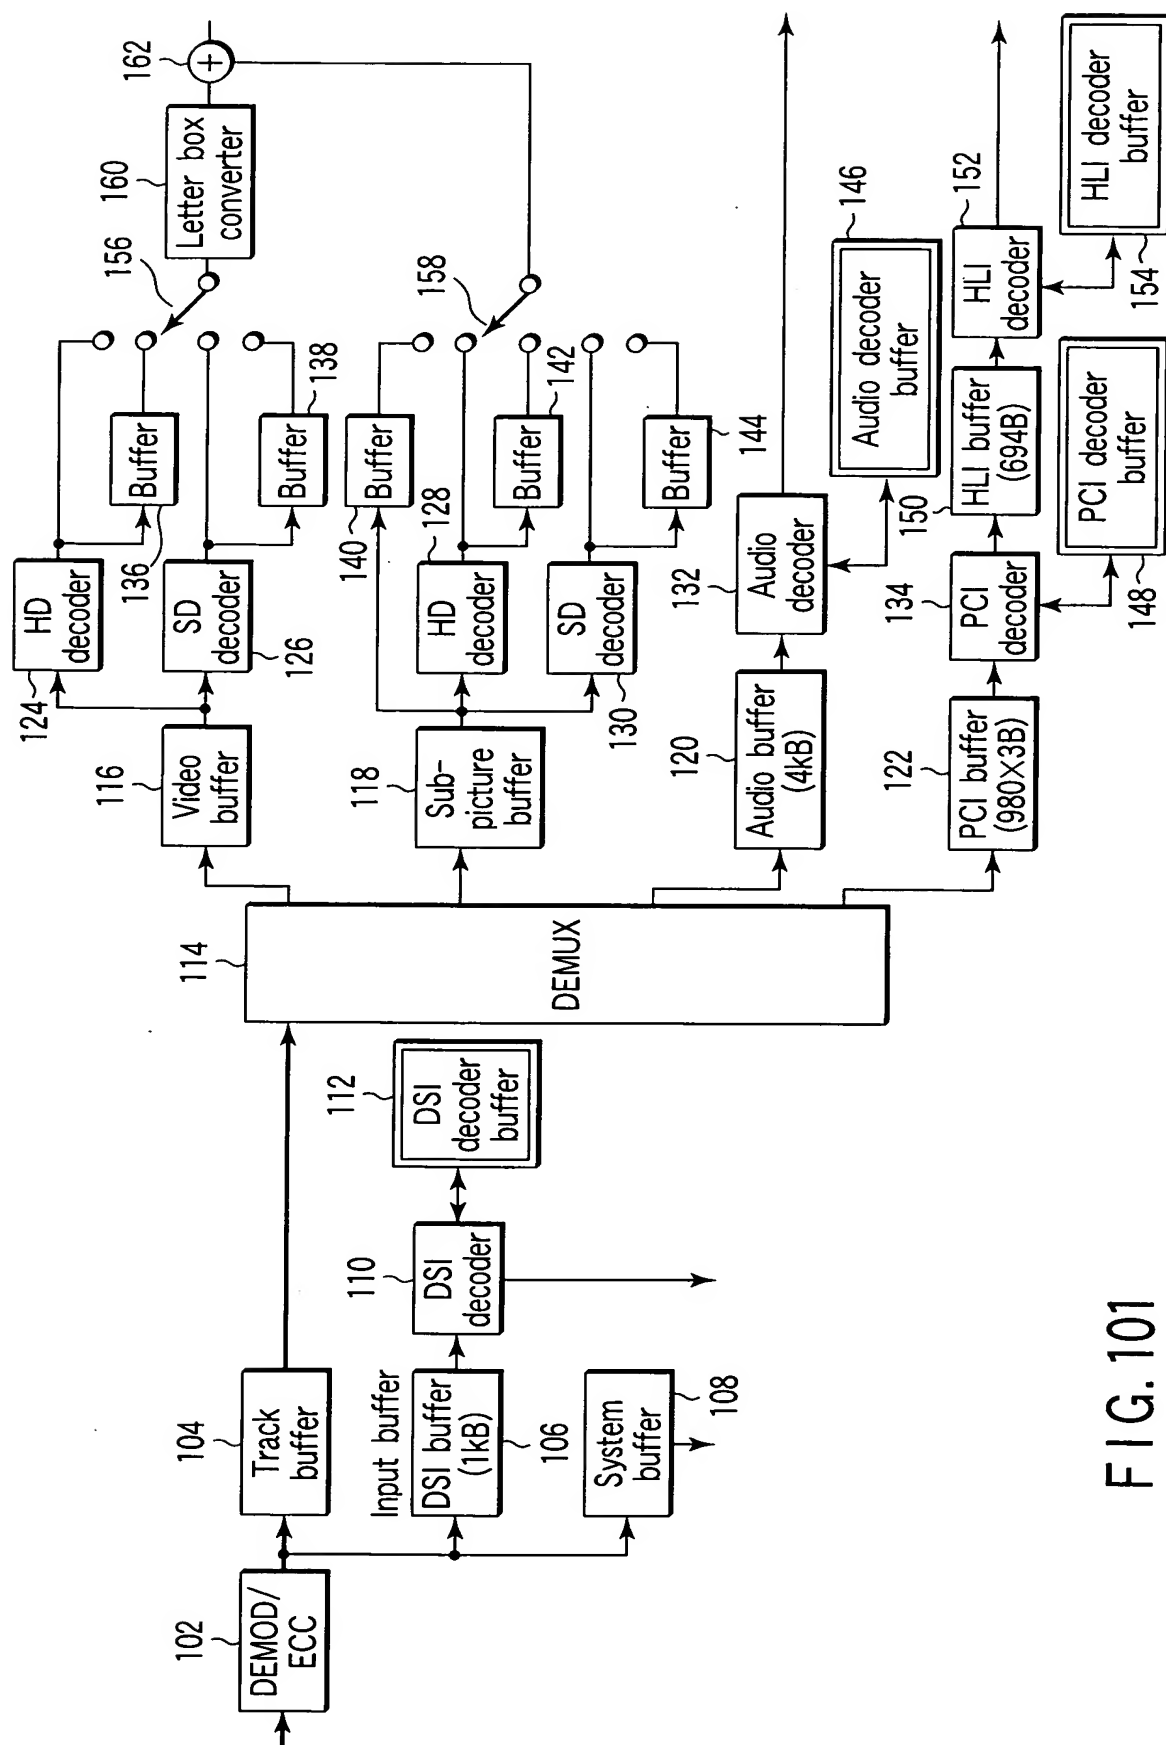 102
DEMOD/
ECC
104
Track
buffer
Input buffer
DSI buffer
(1kB)
106
System
buffer
108
110
DSI
decoder
112
DSI
decoder
buffer
114
DEMUX
116
Video
buffer
118
Sub-
picture
buffer
120
Audio buffer
(4kB)
122
PCI buffer
(980×3B)
124
HD
decoder
SD
decoder
126
136
Buffer
Buffer
138
140
Buffer
128
HD
decoder
Buffer
142
SD
decoder
130
Buffer
144
132
Audio
decoder
Audio decoder
buffer
146
134
PCI
decoder
PCI decoder
buffer
148
150
HLI buffer
(694B)
HLI
decoder
152
HLI decoder
buffer
154
156
158
160
Letter box
converter
162
+
FIG. 101